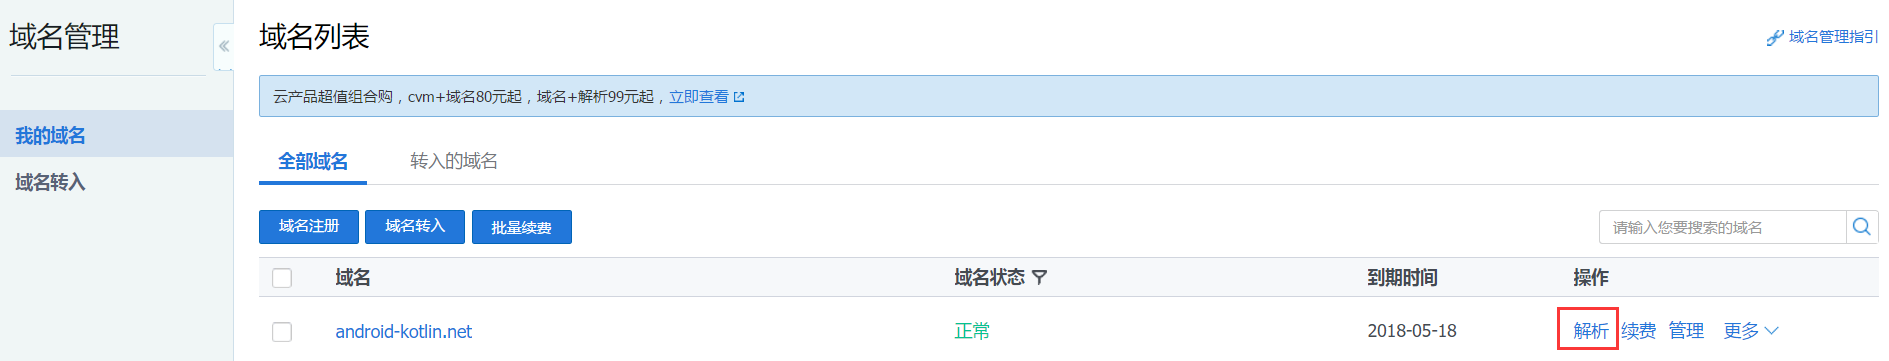 域名管理
我的域名
域名转入
域名列表
域名管理指引
云产品超值组合购，cvm+域名80元起，域名+解析99元起，立即查看
全部域名 转入的域名
域名注册 域名转入 批量续费 请输入您要搜索的域名
域名 域名状态 到期时间 操作
android-kotlin.net 正常 2018-05-18 解析 续费 管理 更多